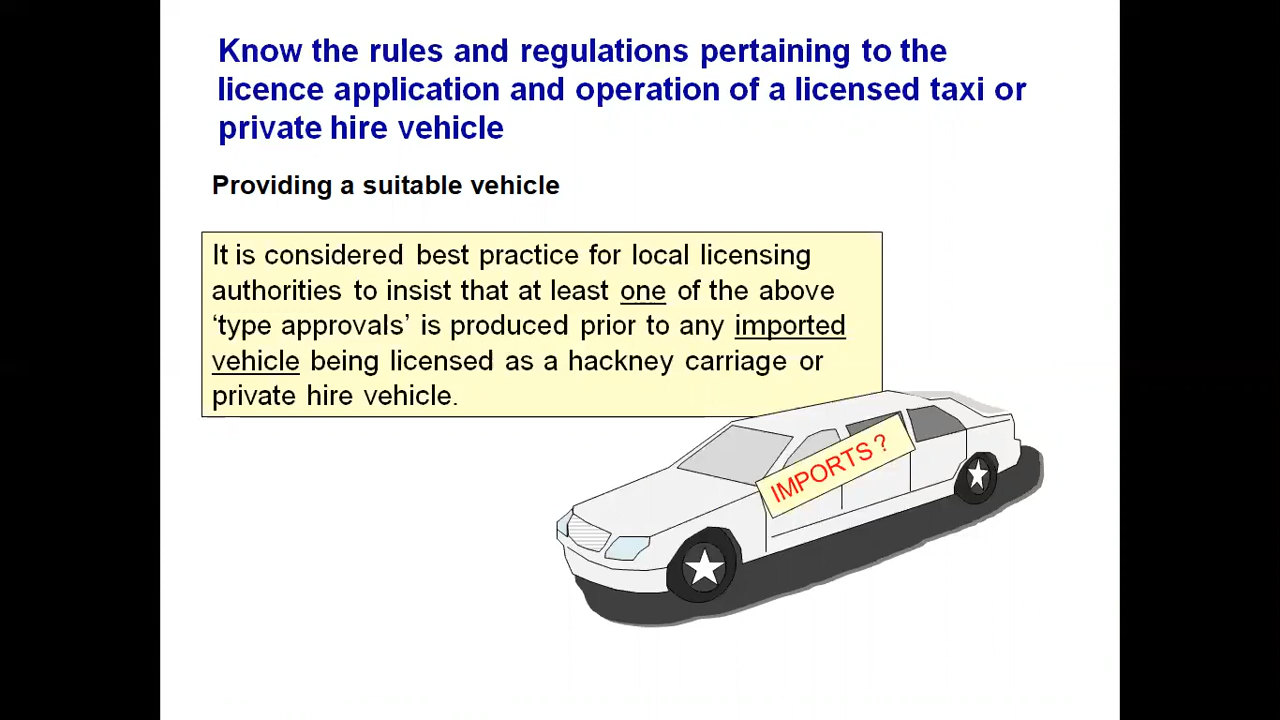 Know the rules and regulations pertaining to the
licence application and operation of a licensed taxi or
private hire vehicle
Providing a suitable vehicle
It is considered best practice for local licensing
authorities to insist that at least one of the above
‘type approvals’ is produced prior to any imported
vehicle being licensed as a hackney carriage or
private hire vehicle.
IMPORTS ?